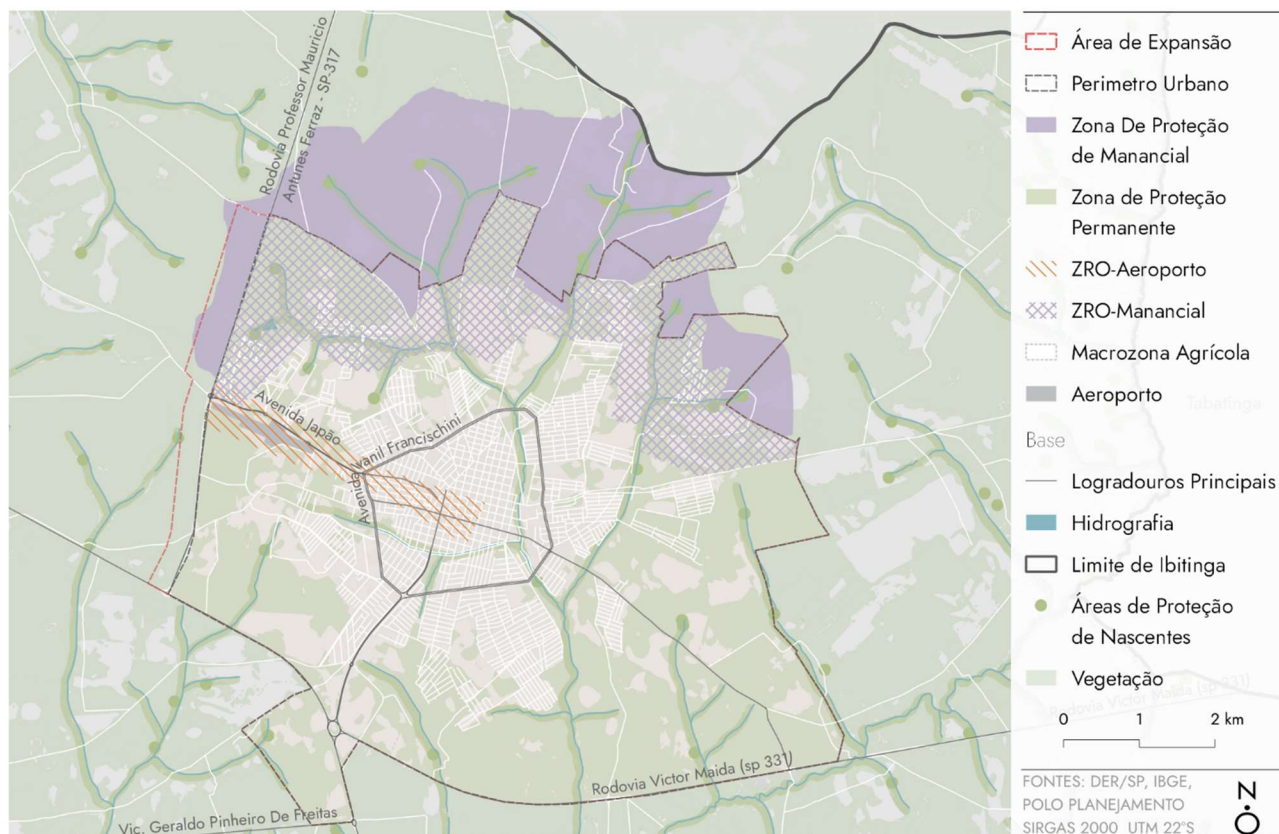 Rodovia Professor Mauricio
Antunes Ferraz - SP-317
Avenida Japão
Avenida Ivanil Francischini
Rodovia Victor Maida (sp 331)
Vic. Geraldo Pinheiro De Freitas
Área de Expansão
Perimetro Urbano
Zona De Proteção
de Manancial
Zona de Proteção
Permanente
ZRO-Aeroporto
ZRO-Manancial
Macrozona Agrícola
Aeroporto
Tabatinga
Base
Logradouros Principais
Hidrografia
Limite de Ibitinga
Áreas de Proteção
de Nascentes
Vegetação
Rodovia Victor Maida (sp 331)
0 1 2 km
FONTES: DER/SP, IBGE,
POLO PLANEJAMENTO
SIRGAS 2000 UTM 22°S
N